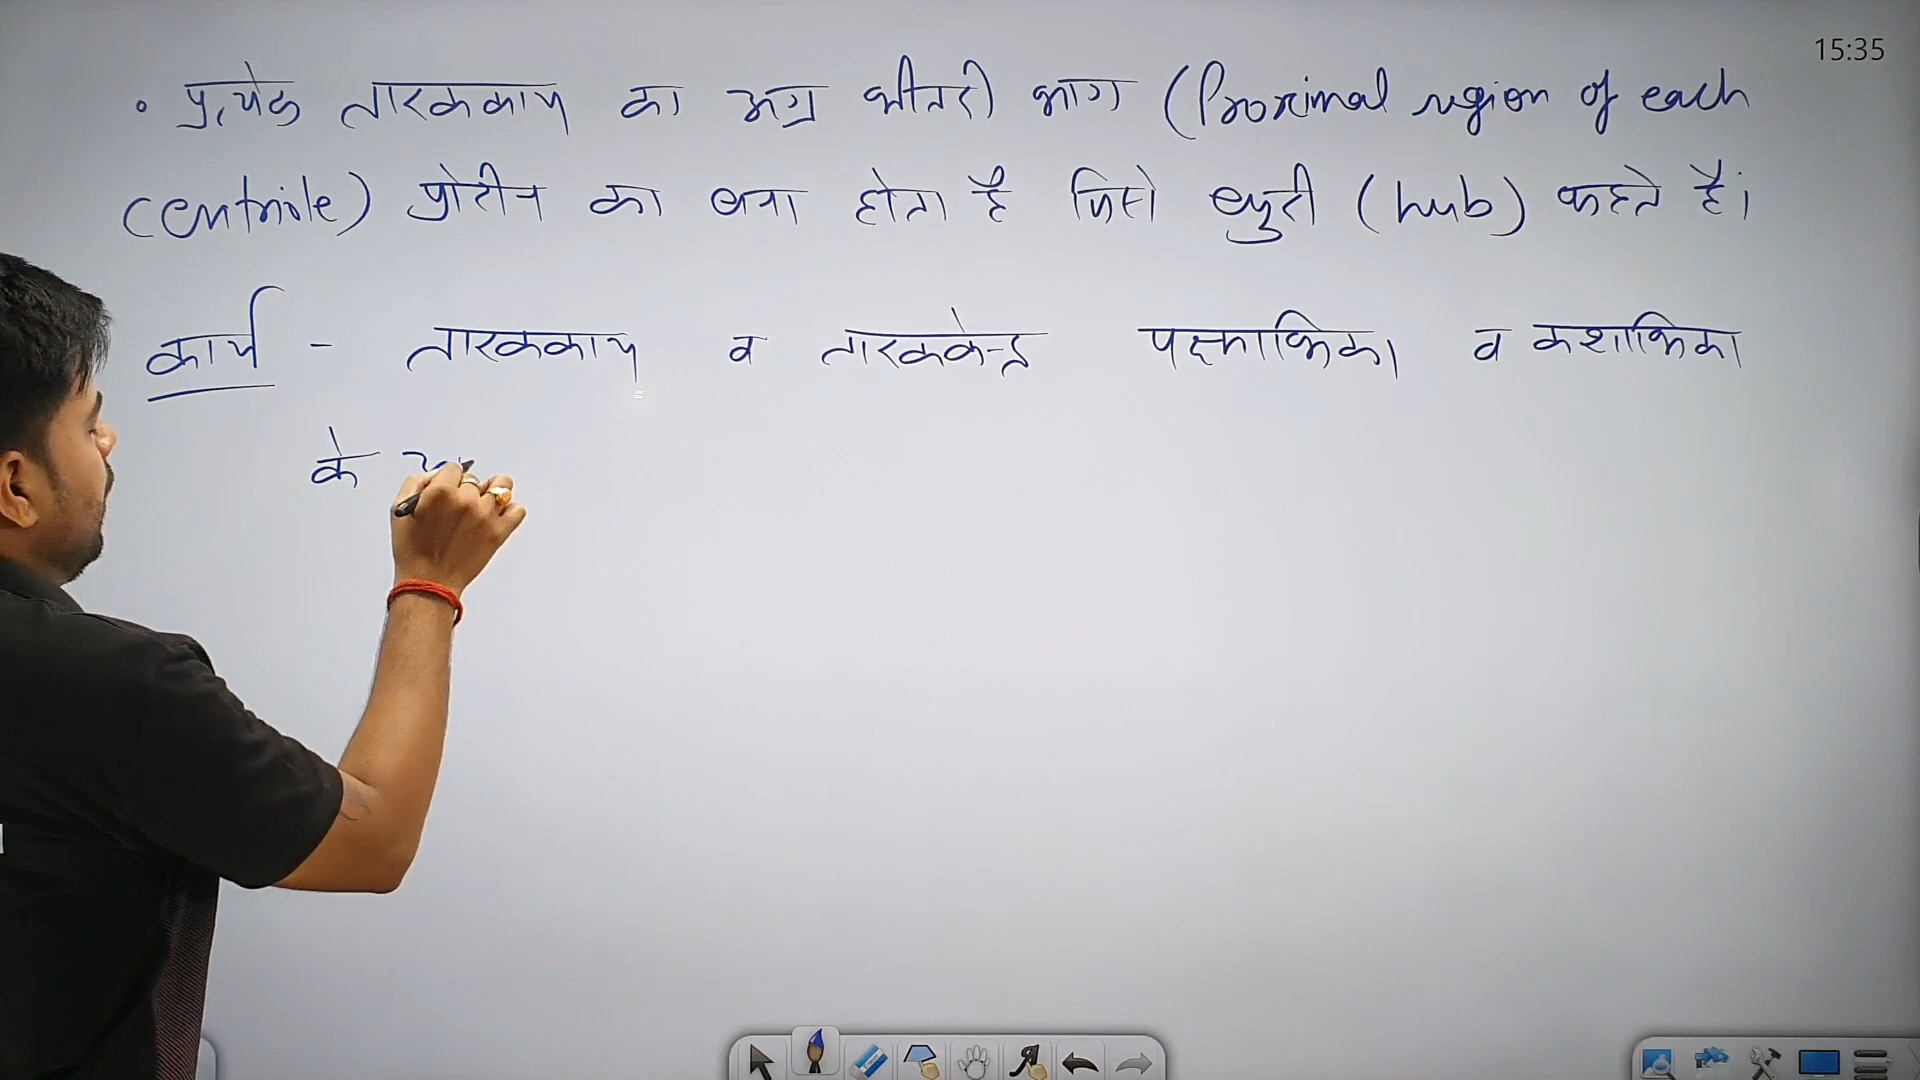 15:35
• प्रत्येक तारककाय का अग्र भीतरी भाग (Proximal region of each
centriole) प्रोटीन का बना होता है जिसे धुरी (hub) कहते हैं।
कार्य - तारककाय व तारककेन्द्र पक्ष्माभिका व कशाभिका
के